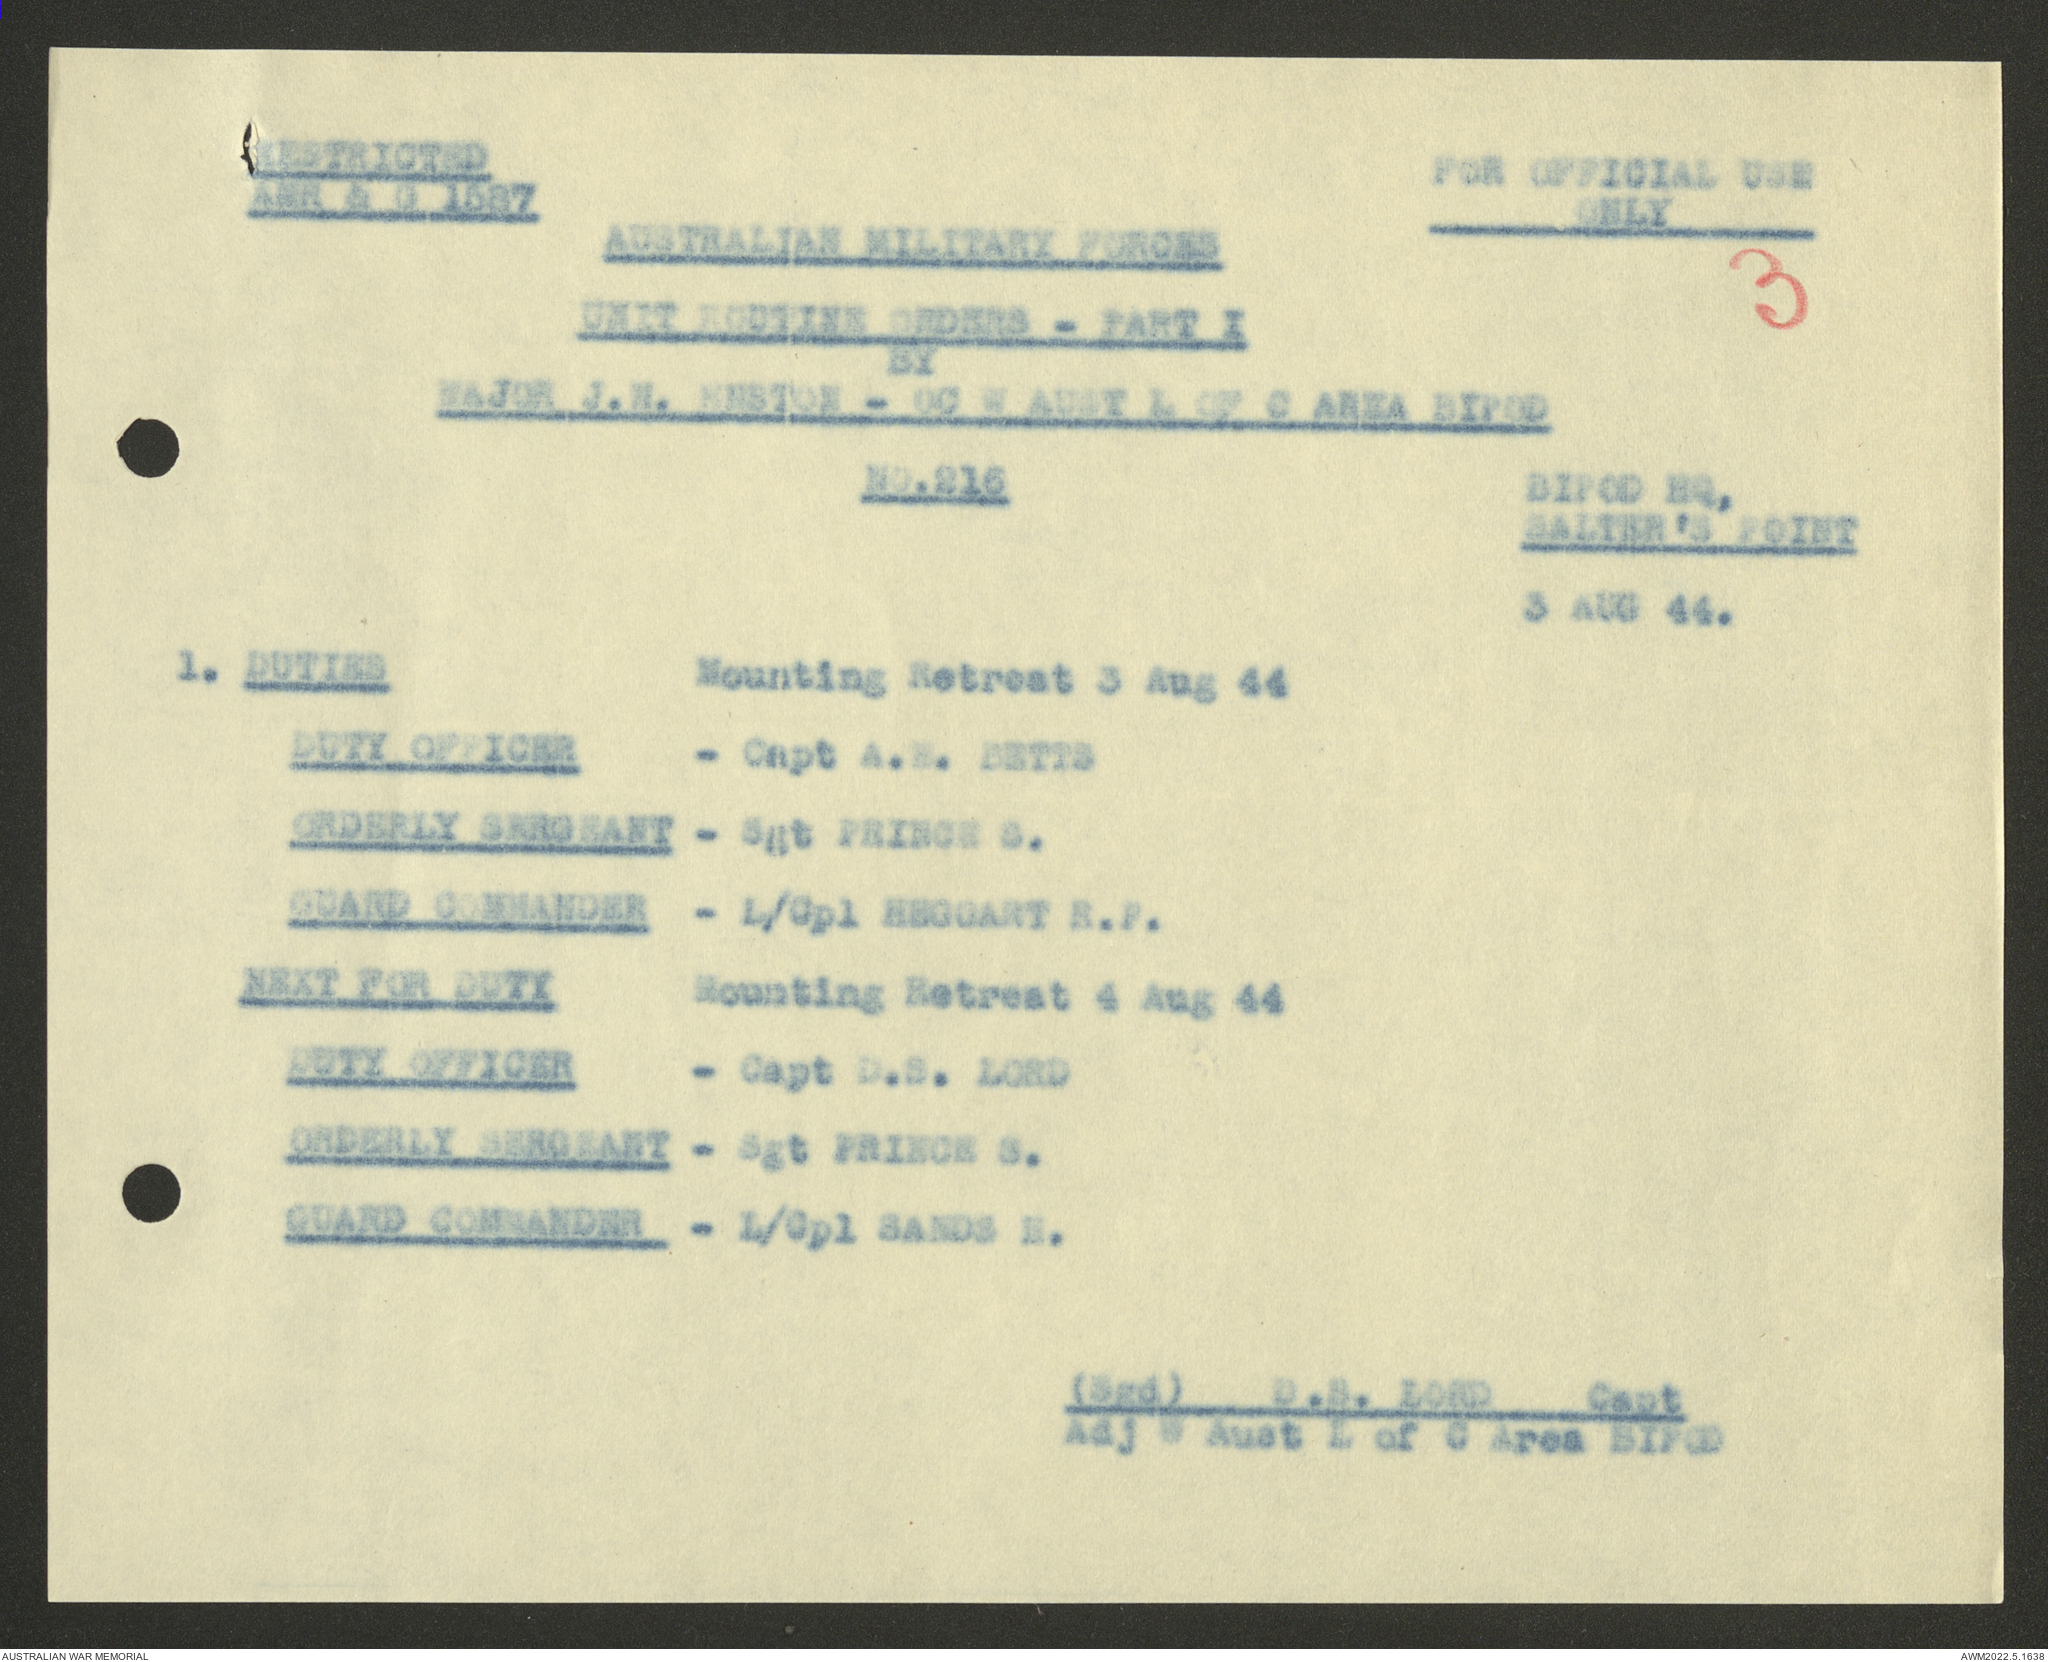 RESTRICTED
AMR & O 1587
FOR OFFICIAL USE
ONLY
3
AUSTRALIAN MILITARY FORCES
UNIT ROUTINE ORDERS - PART I
BY
MAJOR J.H. - OC W AUST L OF C AREA BIPOD
NO.216
BIPOD HQ,
SALTER'S POINT
3 AUG 44.
1. DUTIES Mounting Retreat 3 Aug 44
DUTY OFFICER - Capt BETTS
ORDERLY SERGEANT - Sgt PRINCE S.
GUARD COMMANDER - L/Cpl HEGGART R.F.
NEXT FOR DUTY Mounting Retreat 4 Aug 44
DUTY OFFICER - Capt D.S. LORD
ORDERLY SERGEANT - Sgt PRINCE S.
GUARD COMMANDER - L/Cpl SANDS
(Sgd) D.S. LORD Capt
Adj W Aust L of C Area BIPOD
AUSTRALIAN WAR MEMORIAL
AWM2022.5.1638